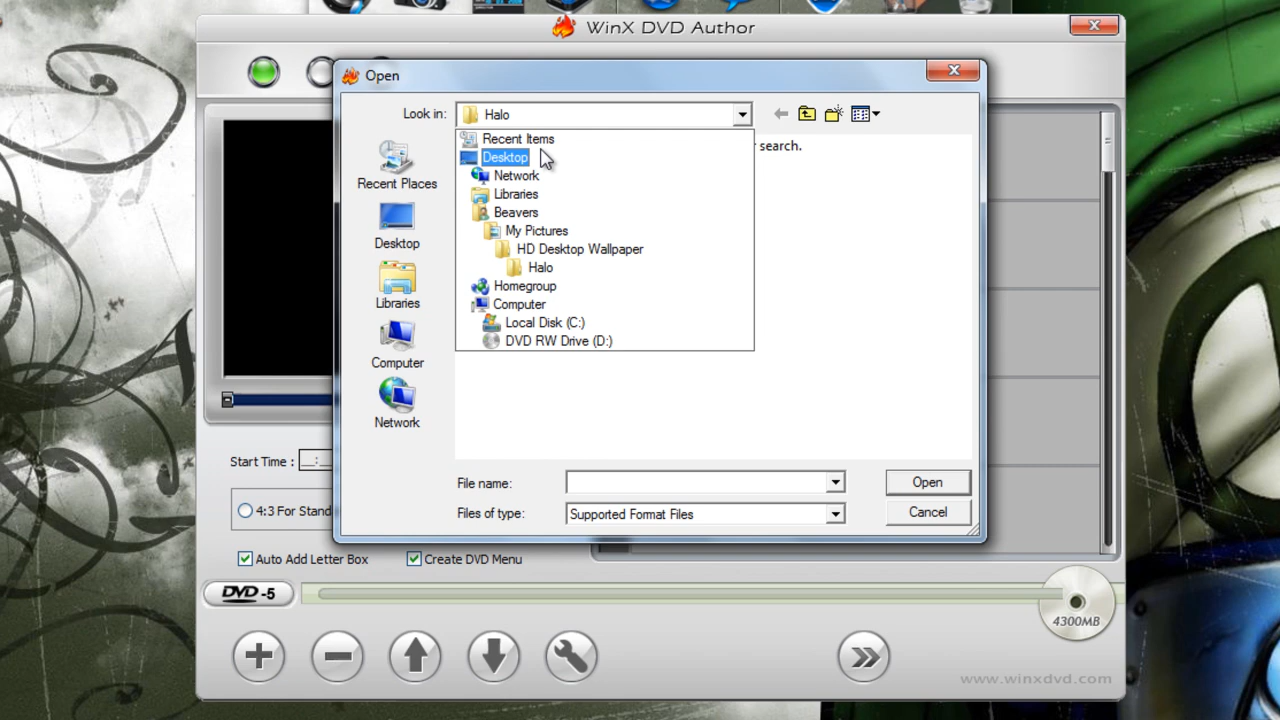 WinX DVD Author
Open
Look in:
Halo
search.
Recent Items
Desktop
Network
Libraries
Beavers
My Pictures
HD Desktop Wallpaper
Halo
Homegroup
Computer
Local Disk (C:)
DVD RW Drive (D:)
Recent Places
Desktop
Libraries
Computer
Network
File name:
Open
Files of type:
Supported Format Files
Cancel
Start Time :
__:_
4:3 For Stand
Auto Add Letter Box
Create DVD Menu
DVD -5
4300MB
www.winxdvd.com